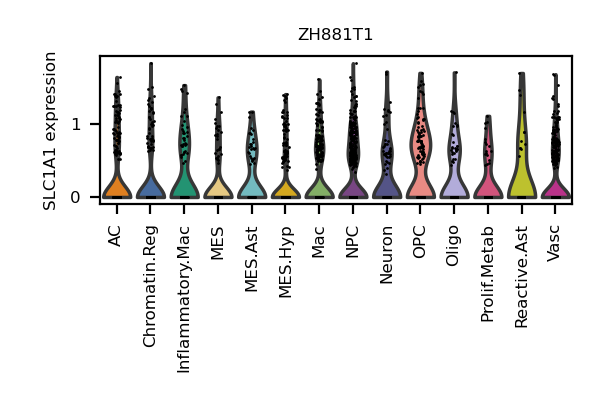 ZH881T1
SLC1A1 expression
1
0
AC
Chromatin.Reg
Inflammatory.Mac
MES
MES.Ast
MES.Hyp
Mac
NPC
Neuron
OPC
Oligo
Prolif.Metab
Reactive.Ast
Vasc